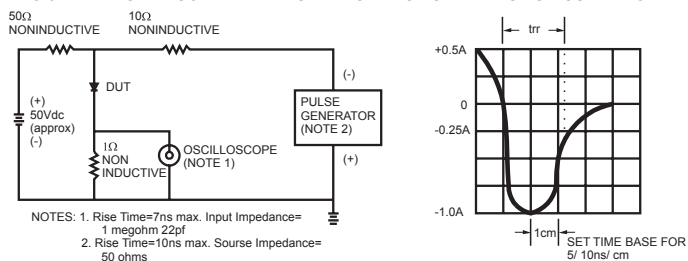 50Ω
NONINDUCTIVE
10Ω
NONINDUCTIVE
DUT
(+)
50Vdc
(approx)
(-)
1Ω
NON
INDUCTIVE
OSCILLOSCOPE
(NOTE 1)
(-)
PULSE
GENERATOR
(NOTE 2)
(+)
NOTES: 1. Rise Time=7ns max. Input Impedance=
1 megohm 22pf
2. Rise Time=10ns max. Sourse Impedance=
50 ohms
trr
+0.5A
0
-0.25A
-1.0A
1cm
SET TIME BASE FOR
5/ 10ns/ cm